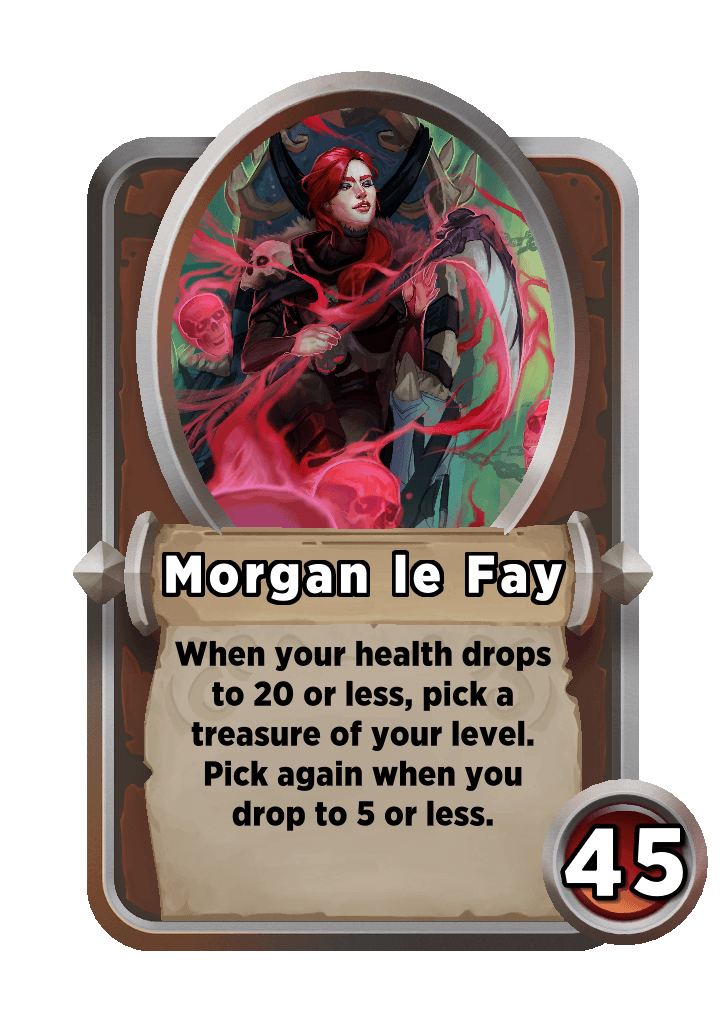 Morgan le Fay
When your health drops
to 20 or less, pick a
treasure of your level.
Pick again when you
drop to 5 or less.
45